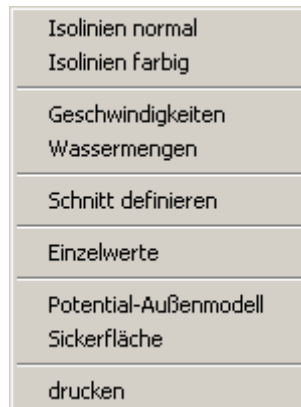 Isolinien normal
Isolinien farbig
Geschwindigkeiten
Wassermengen
Schnitt definieren
Einzelwerte
Potential-Außenmodell
Sickerfläche
drucken